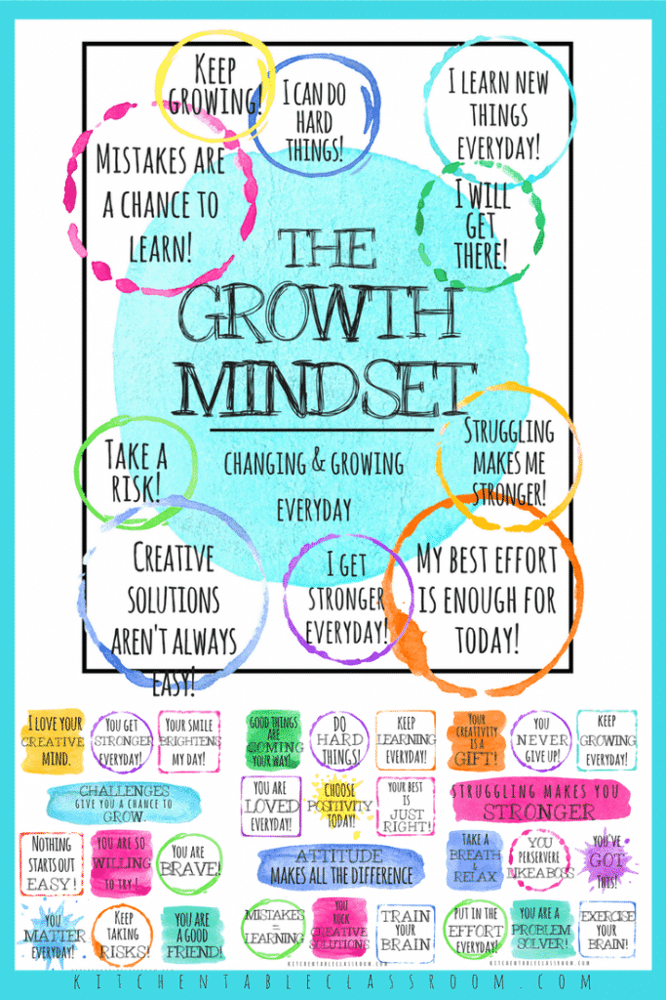 KEEP
GROWING!
I CAN DO
HARD
THINGS!
I LEARN NEW
THINGS
EVERYDAY!
MISTAKES ARE
A CHANCE TO
LEARN!
I WILL
GET
THERE!
THE
GROWTH
MINDSET
CHANGING & GROWING
EVERYDAY
TAKE A
RISK!
STRUGGLING
MAKES ME
STRONGER!
CREATIVE
SOLUTIONS
AREN'T ALWAYS
EASY!
I GET
STRONGER
EVERYDAY!
MY BEST EFFORT
IS ENOUGH FOR
TODAY!
I LOVE YOUR
CREATIVE
MIND.
YOU GET
STRONGER
EVERYDAY!
YOUR SMILE
BRIGHTENS
MY DAY!
CHALLENGES
GIVE YOU A CHANCE TO
GROW.
NOTHING
STARTS OUT
EASY!
YOU ARE SO
WILLING
TO TRY!
YOU ARE
BRAVE!
YOU
MATTER
EVERYDAY!
KEEP
TAKING
RISKS!
YOU ARE
A GOOD
FRIEND!
GOOD THINGS
ARE
COMING
YOUR WAY!
DO
HARD
THINGS!
KEEP
LEARNING
EVERYDAY!
YOU ARE
LOVED
EVERYDAY!
CHOOSE
POSITIVITY
TODAY!
YOUR BEST
IS
JUST
RIGHT!
ATTITUDE
MAKES ALL THE DIFFERENCE
MISTAKES
=
LEARNING
YOU
ROCK
CREATIVE
SOLUTIONS
TRAIN
YOUR
BRAIN
KITCHENTABLECLASSROOM.COM
YOUR
CREATIVITY
IS A
GIFT!
YOU
NEVER
GIVE UP!
KEEP
GROWING
EVERYDAY!
STRUGGLING MAKES YOU
STRONGER
TAKE A
BREATH
&
RELAX
YOU
PERSERVERE
LIKE A BOSS
YOU'VE
GOT
THIS!
PUT IN THE
EFFORT
EVERYDAY!
YOU ARE A
PROBLEM
SOLVER!
EXERCISE
YOUR
BRAIN!
KITCHENTABLECLASSROOM.COM
KITCHENTABLECLASSROOM.COM